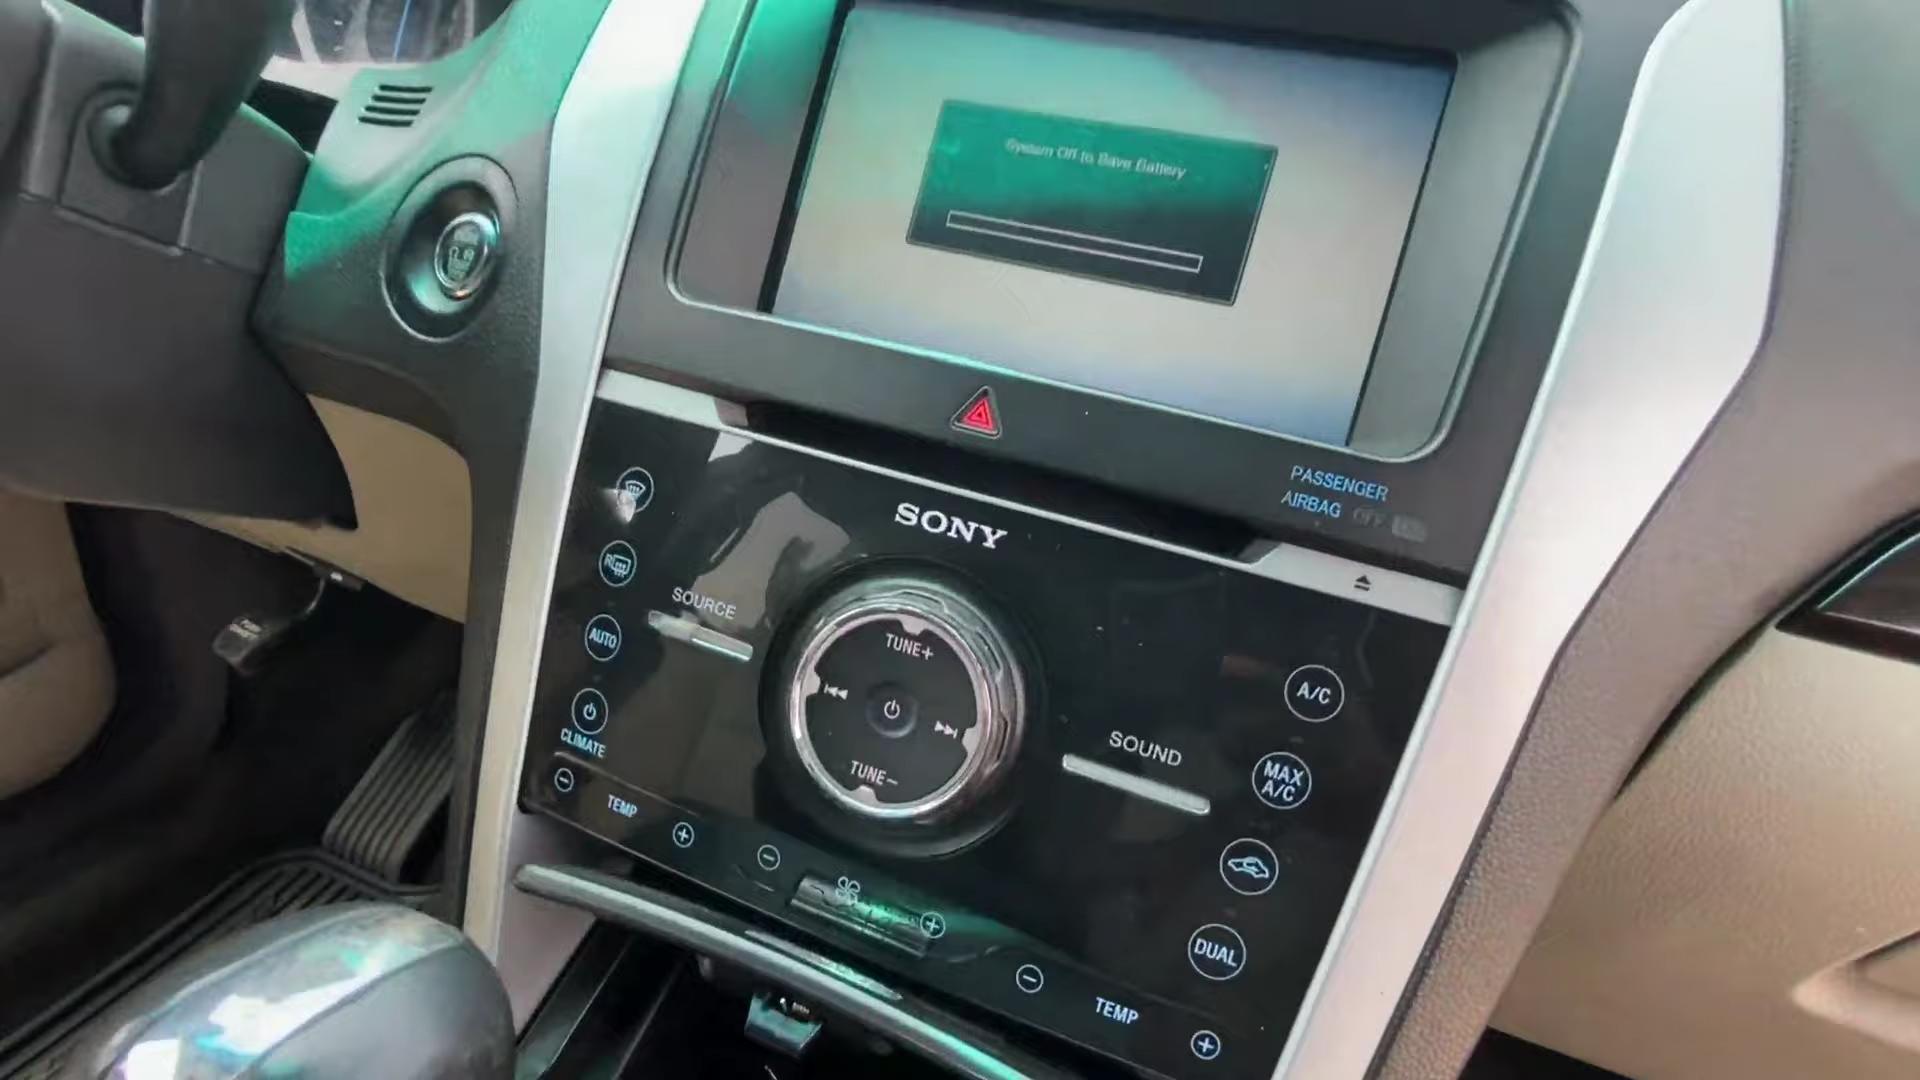 System Off to Save Battery
PASSENGER
AIRBAG OFF
SONY
R
SOURCE
AUTO
TUNE+
CLIMATE
TUNE-
SOUND
A/C
MAX
A/C
TEMP
DUAL
TEMP